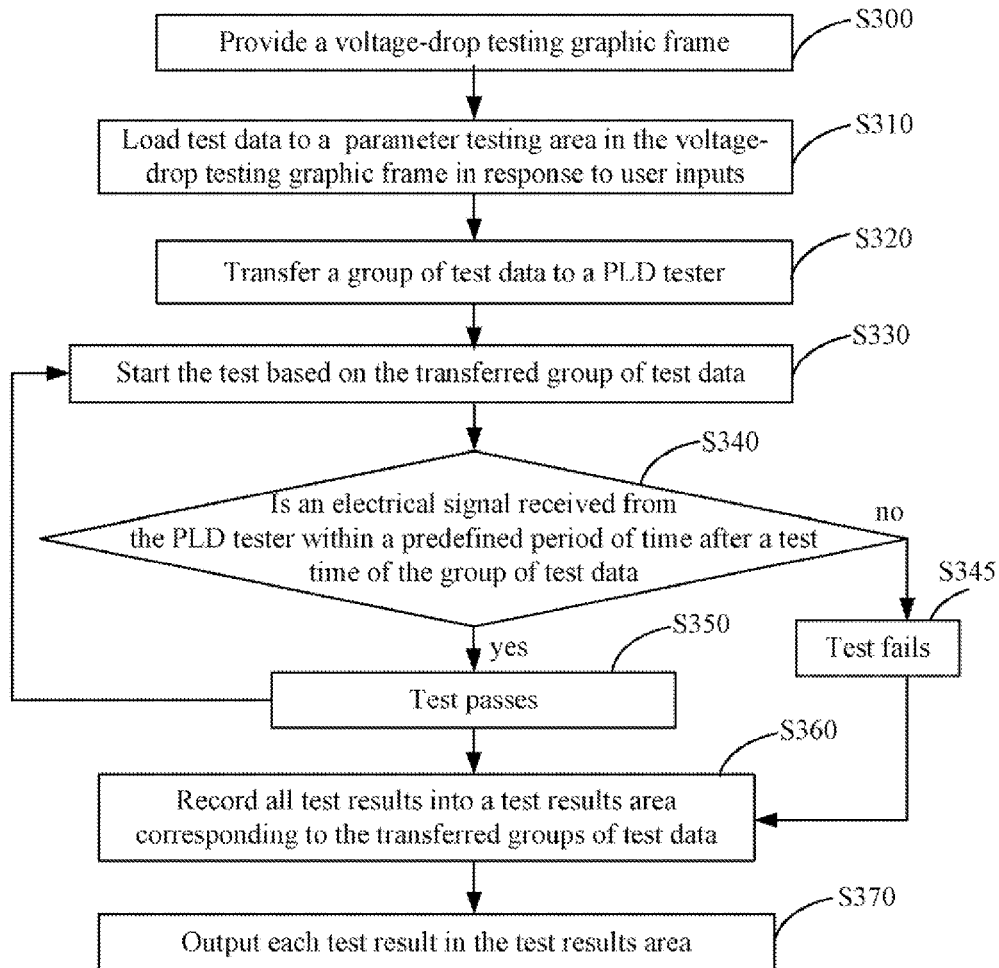 S300
Provide a voltage-drop testing graphic frame
S310
Load test data to a parameter testing area in the voltage-
drop testing graphic frame in response to user inputs
S320
Transfer a group of test data to a PLD tester
S330
Start the test based on the transferred group of test data
S340
Is an electrical signal received from
the PLD tester within a predefined period of time after a test
time of the group of test data
no
S345
Test fails
yes
S350
Test passes
S360
Record all test results into a test results area
corresponding to the transferred groups of test data
S370
Output each test result in the test results area